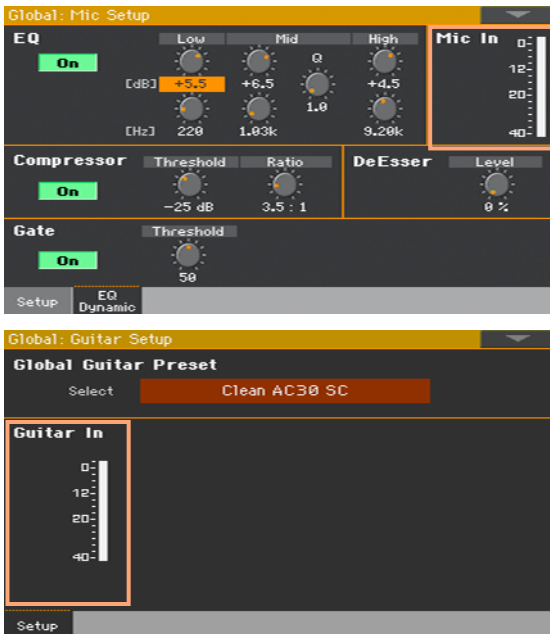 Global: Mic Setup
EQ Low Mid High Mic In
On Q
[dB] +5.5 +6.5 +4.5
1.0
[Hz] 220 1.03k 9.20k
0
12
20
40
Compressor Threshold Ratio DeEsser Level
On
-25 dB 3.5 : 1 0 %
Gate Threshold
On
50
Setup EQ
Dynamic
Global: Guitar Setup
Global Guitar Preset
Select Clean AC30 SC
Guitar In
0
12
20
40
Setup